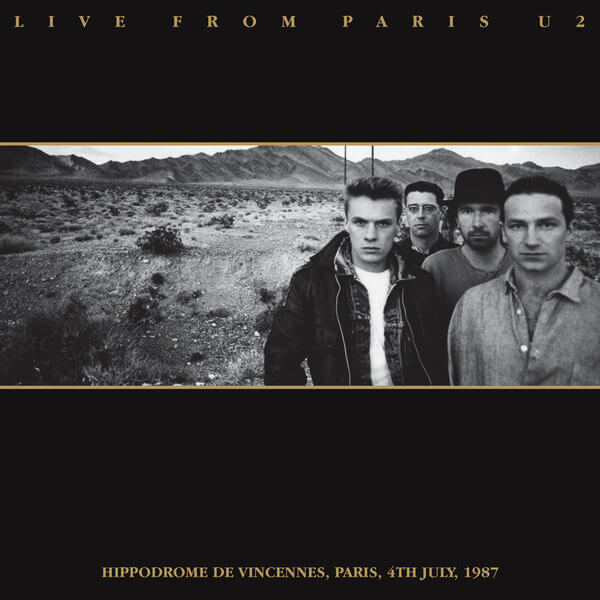 LIVE FROM PARIS U2
HIPPODROME DE VINCENNES, PARIS, 4TH JULY, 1987